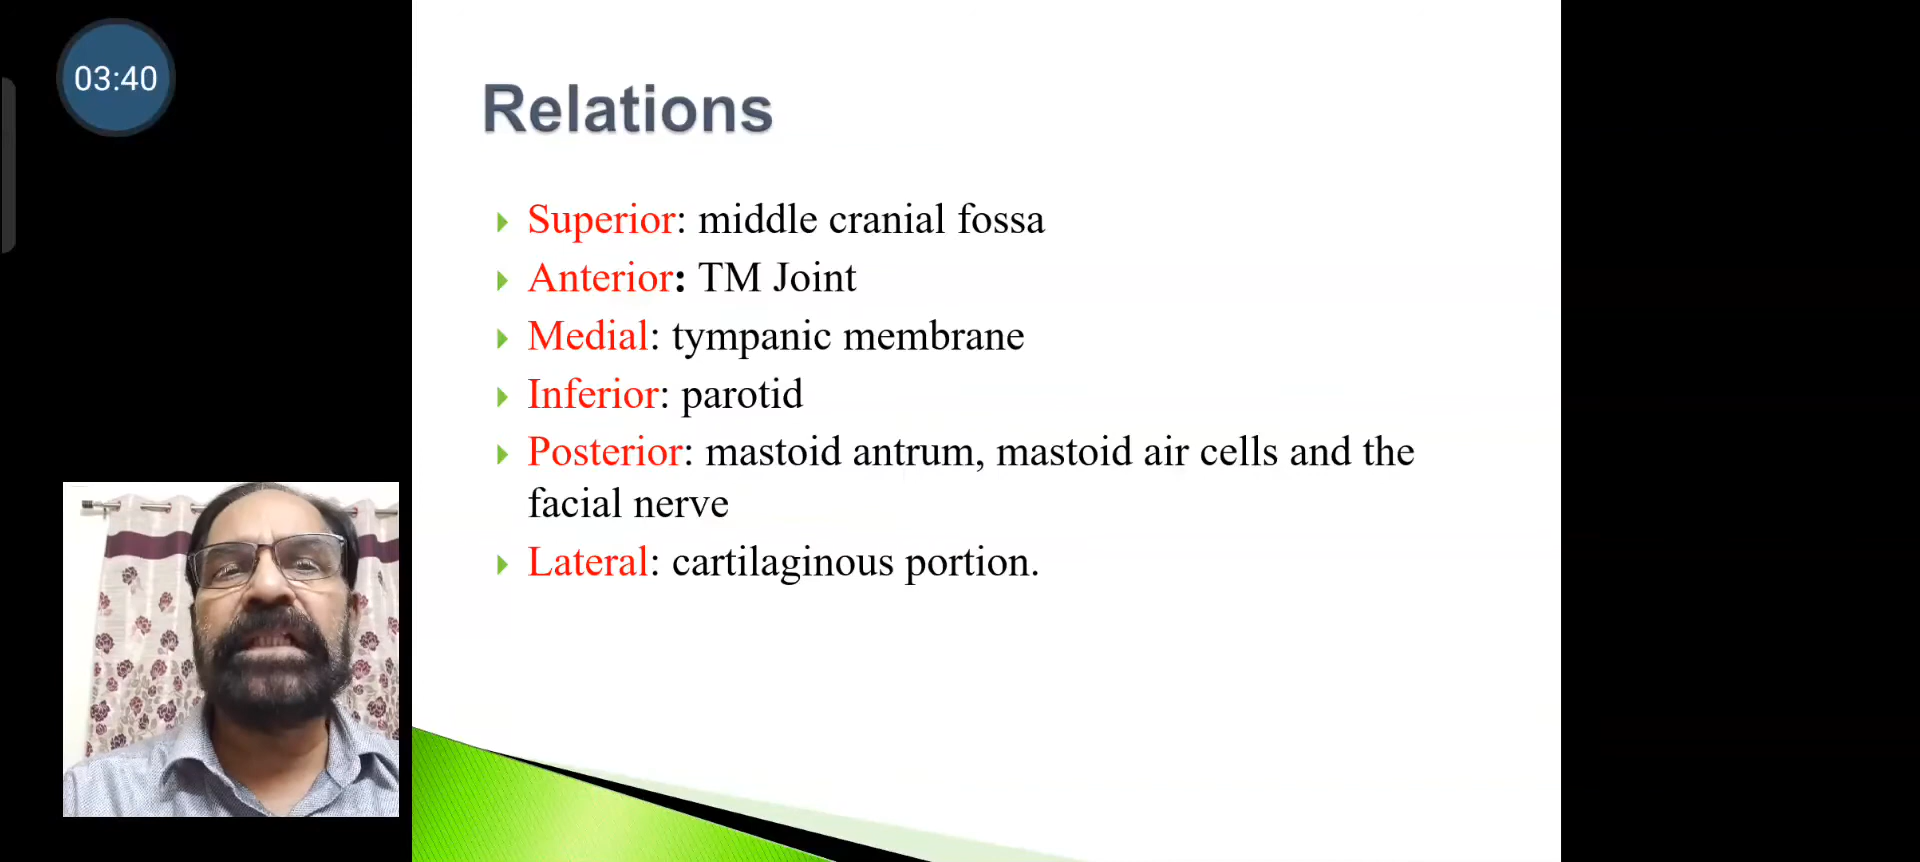 03:40
Relations
Superior: middle cranial fossa
Anterior: TM Joint
Medial: tympanic membrane
Inferior: parotid
Posterior: mastoid antrum, mastoid air cells and the
facial nerve
Lateral: cartilaginous portion.